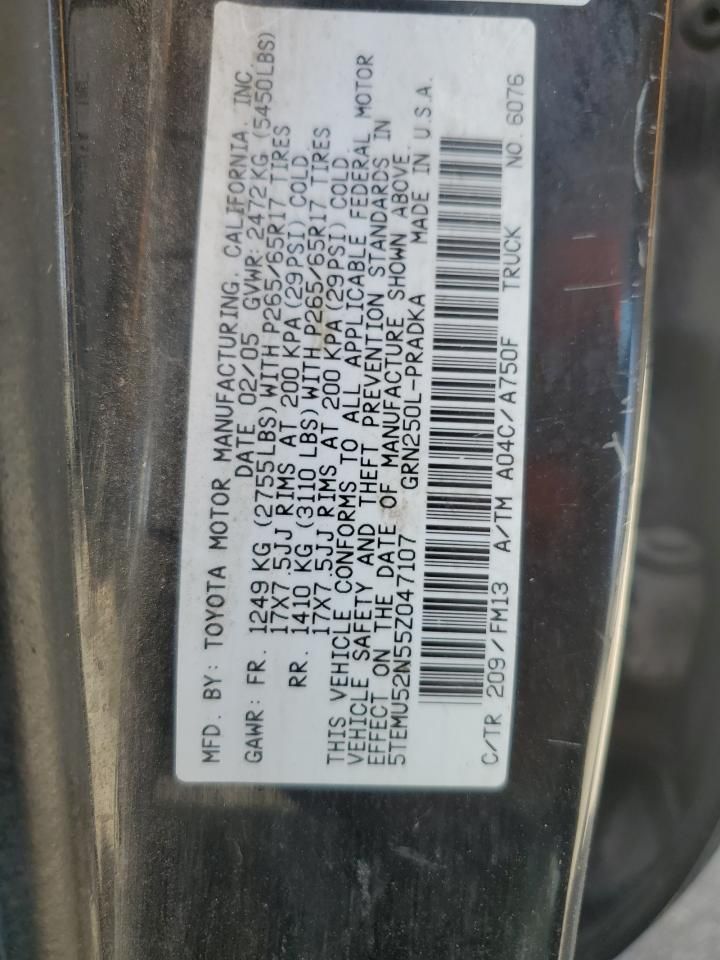 MFD. BY: TOYOTA MOTOR MANUFACTURING, CALIFORNIA, INC.
DATE 02/05 GVWR: 2472KG (5450LBS)
GAWR: FR. 1249 KG (2755LBS) WITH P265/65R17 TIRES
17X7.5JJ RIMS AT 200 KPA (29PSI) COLD
RR. 1410 KG (3110 LBS) WITH P265/65R17 TIRES
17X7.5JJ RIMS AT 200 KPA (29PSI) COLD
THIS VEHICLE CONFORMS TO ALL APPLICABLE FEDERAL MOTOR
VEHICLE SAFETY AND THEFT PREVENTION STANDARDS IN
EFFECT ON THE DATE OF MANUFACTURE SHOWN ABOVE.
5TEMU52N55Z047107 GRN250L-PRADKA MADE IN U.S.A.
C/TR 209/FM13 A/TM A04C/A750F TRUCK NO. 6076